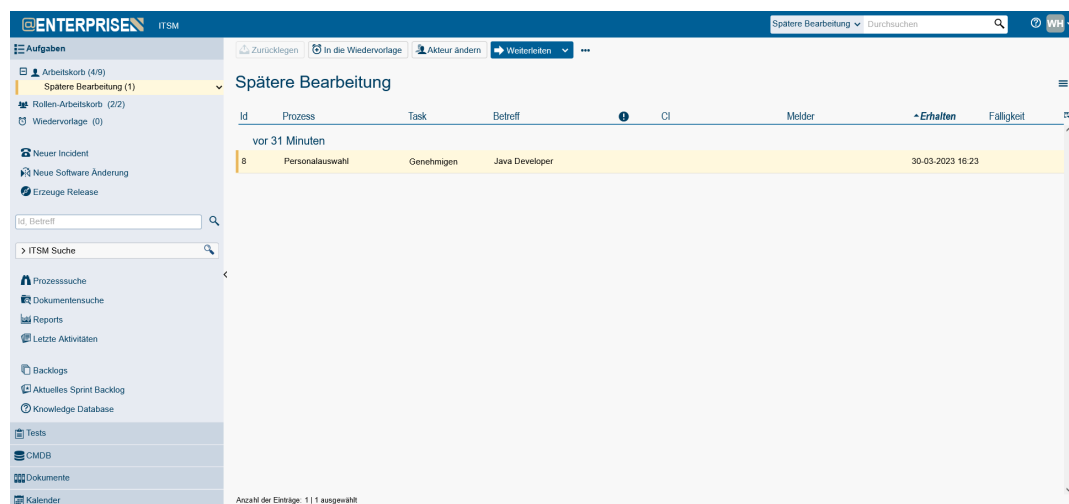 @ENTERPRISE ITSM
Spätere Bearbeitung Durchsuchen WH
Aufgaben
Zurücklegen In die Wiedervorlage Akteur ändern Weiterleiten •••
Arbeitskorb (4/9)
Spätere Bearbeitung (1)
Rollen-Arbeitskorb (2/2)
Wiedervorlage (0)
Neuer Incident
Neue Software Änderung
Erzeuge Release
Id, Betreff
> ITSM Suche
Prozesssuche
Dokumentensuche
Reports
Letzte Aktivitäten
Backlogs
Aktuelles Sprint Backlog
Knowledge Database
Tests
CMDB
Dokumente
Kalender
Spätere Bearbeitung
Id Prozess Task Betreff CI Melder Erhalten Fälligkeit
vor 31 Minuten
8 Personalauswahl Genehmigen Java Developer 30-03-2023 16:23
Anzahl der Einträge: 1 | 1 ausgewählt